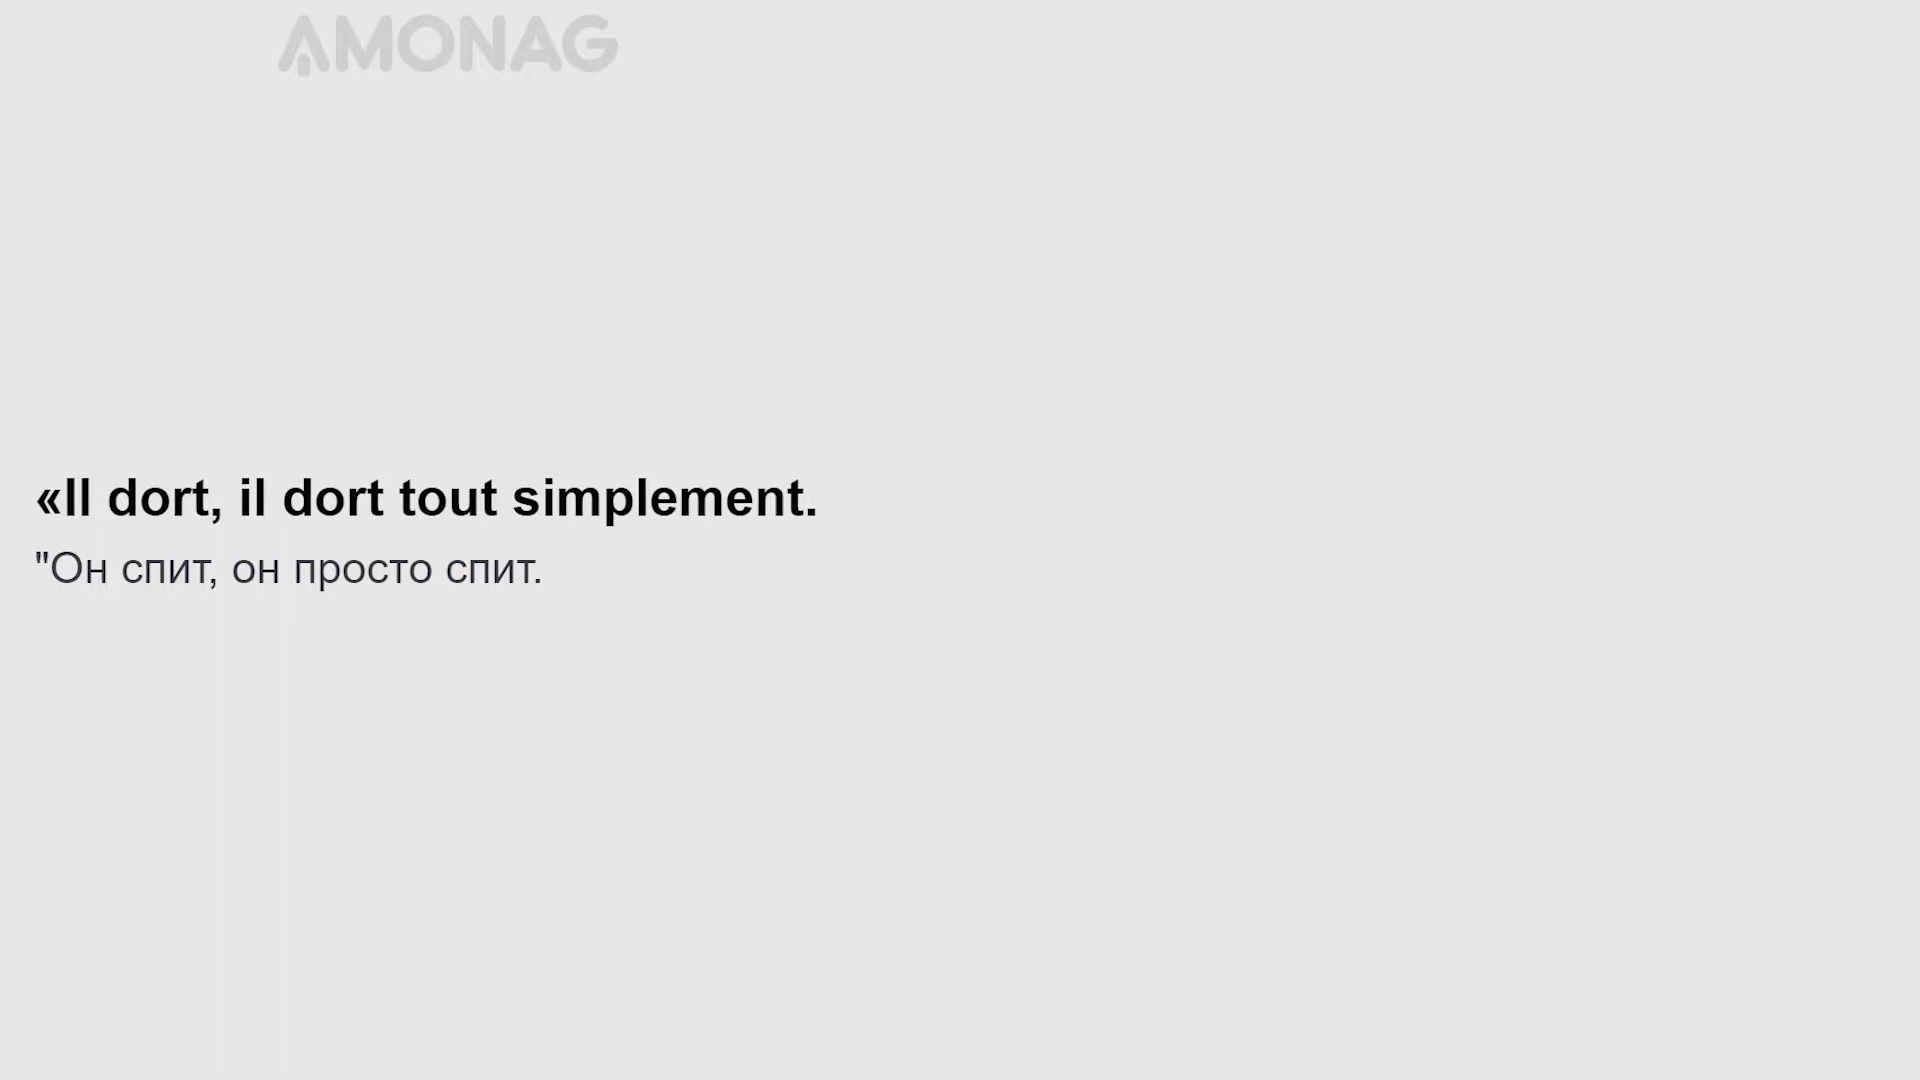 AMONAG
«Il dort, il dort tout simplement.
"Он спит, он просто спит.